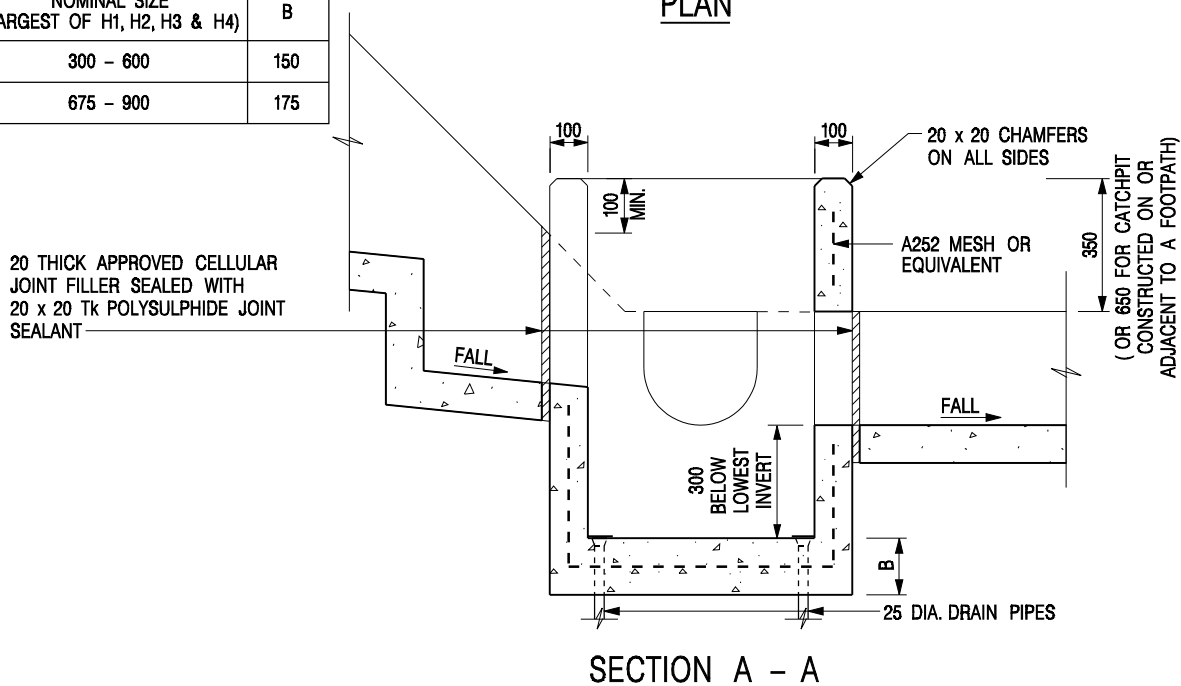 PLAN
NOMINAL SIZE
(LARGEST OF H1, H2, H3 & H4)
B
300 – 600
150
675 – 900
175
100
100
20 x 20 CHAMFERS
ON ALL SIDES
100
MIN.
A252 MESH OR
EQUIVALENT
350
( OR 650 FOR CATCHPIT
CONSTRUCTED ON OR
ADJACENT TO A FOOTPATH)
20 THICK APPROVED CELLULAR
JOINT FILLER SEALED WITH
20 x 20 Tk POLYSULPHIDE JOINT
SEALANT
FALL
FALL
300
BELOW
LOWEST
INVERT
B
25 DIA. DRAIN PIPES
SECTION A – A